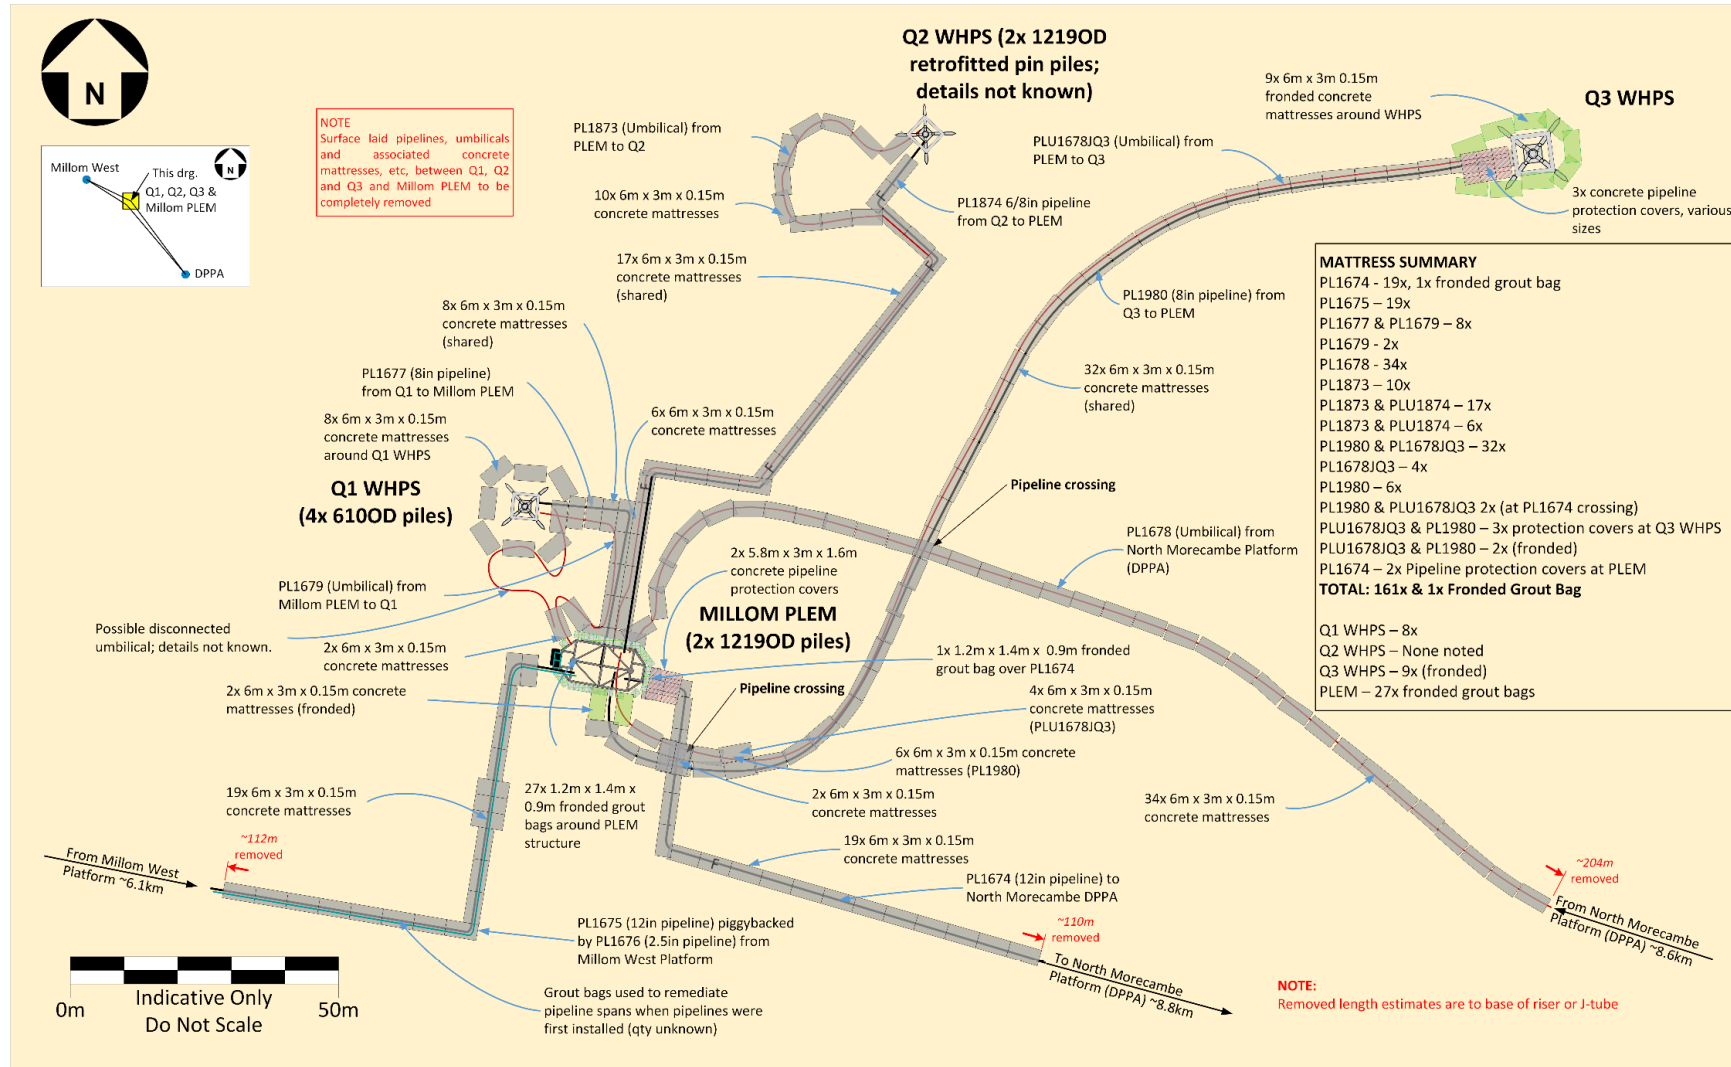 N
Millom West
This drg.
Q1, Q2, Q3 &
Millom PLEM
DPPA
NOTE
Surface laid pipelines, umbilicals
and associated concrete
mattresses, etc, between Q1, Q2
and Q3 and Millom PLEM to be
completely removed
Q2 WHPS (2x 1219OD
retrofitted pin piles;
details not known)
PL1873 (Umbilical) from
PLEM to Q2
10x 6m x 3m x 0.15m
concrete mattresses
17x 6m x 3m x 0.15m
concrete mattresses
(shared)
PL1874 6/8in pipeline
from Q2 to PLEM
PLU1678JQ3 (Umbilical) from
PLEM to Q3
9x 6m x 3m 0.15m
fronded concrete
mattresses around WHPS
Q3 WHPS
3x concrete pipeline
protection covers, various
sizes
PL1980 (8in pipeline) from
Q3 to PLEM
32x 6m x 3m x 0.15m
concrete mattresses
(shared)
8x 6m x 3m x 0.15m
concrete mattresses
(shared)
PL1677 (8in pipeline)
from Q1 to Millom PLEM
8x 6m x 3m x 0.15m
concrete mattresses
around Q1 WHPS
6x 6m x 3m x 0.15m
concrete mattresses
Q1 WHPS
(4x 610OD piles)
Pipeline crossing
PL1678 (Umbilical) from
North Morecambe Platform
(DPPA)
2x 5.8m x 3m x 1.6m
concrete pipeline
protection covers
PL1679 (Umbilical) from
Millom PLEM to Q1
MILLOM PLEM
(2x 1219OD piles)
Possible disconnected
umbilical; details not known.
2x 6m x 3m x 0.15m
concrete mattresses
1x 1.2m x 1.4m x 0.9m fronded
grout bag over PL1674
2x 6m x 3m x 0.15m concrete
mattresses (fronded)
Pipeline crossing
4x 6m x 3m x 0.15m
concrete mattresses
(PLU1678JQ3)
6x 6m x 3m x 0.15m concrete
mattresses (PL1980)
2x 6m x 3m x 0.15m
concrete mattresses
19x 6m x 3m x 0.15m
concrete mattresses
27x 1.2m x 1.4m x
0.9m fronded grout
bags around PLEM
structure
34x 6m x 3m x 0.15m
concrete mattresses
19x 6m x 3m x 0.15m
concrete mattresses
~112m
removed
From Millom West
Platform ~6.1km
PL1674 (12in pipeline) to
North Morecambe DPPA
~110m
removed
~204m
removed
From North Morecambe
Platform (DPPA) ~8.6km
To North Morecambe
Platform (DPPA) ~8.8km
PL1675 (12in pipeline) piggybacked
by PL1676 (2.5in pipeline) from
Millom West Platform
Grout bags used to remediate
pipeline spans when pipelines were
first installed (qty unknown)
0m
Indicative Only
Do Not Scale
50m
NOTE:
Removed length estimates are to base of riser or J-tube
MATTRESS SUMMARY
PL1674 - 19x, 1x fronded grout bag
PL1675 – 19x
PL1677 & PL1679 – 8x
PL1679 - 2x
PL1678 - 34x
PL1873 – 10x
PL1873 & PLU1874 – 17x
PL1873 & PLU1874 – 6x
PL1980 & PL1678JQ3 – 32x
PL1678JQ3 – 4x
PL1980 – 6x
PL1980 & PLU1678JQ3 2x (at PL1674 crossing)
PLU1678JQ3 & PL1980 – 3x protection covers at Q3 WHPS
PLU1678JQ3 & PL1980 – 2x (fronded)
PL1674 – 2x Pipeline protection covers at PLEM
TOTAL: 161x & 1x Fronded Grout Bag
Q1 WHPS – 8x
Q2 WHPS – None noted
Q3 WHPS – 9x (fronded)
PLEM – 27x fronded grout bags